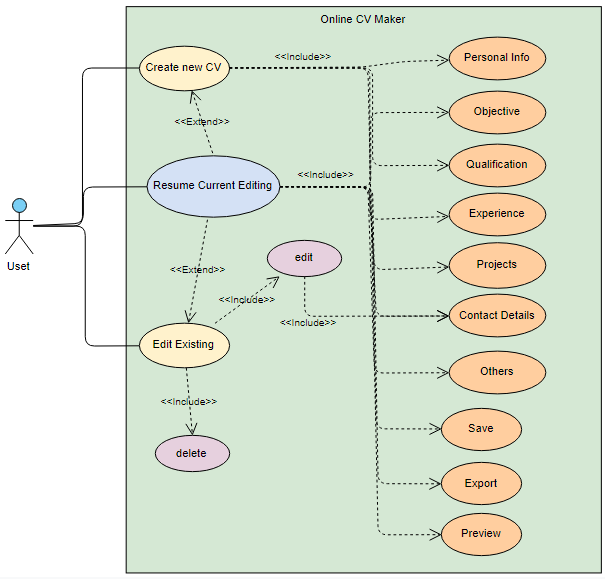 Online CV Maker
Create new CV
<<Include>>
Personal Info
Objective
<<Extend>>
Qualification
Resume Current Editing
<<Include>>
Experience
Uset
<<Extend>>
edit
Projects
<<Include>>
<<Include>>
Contact Details
Edit Existing
Others
<<Include>>
Save
delete
Export
Preview